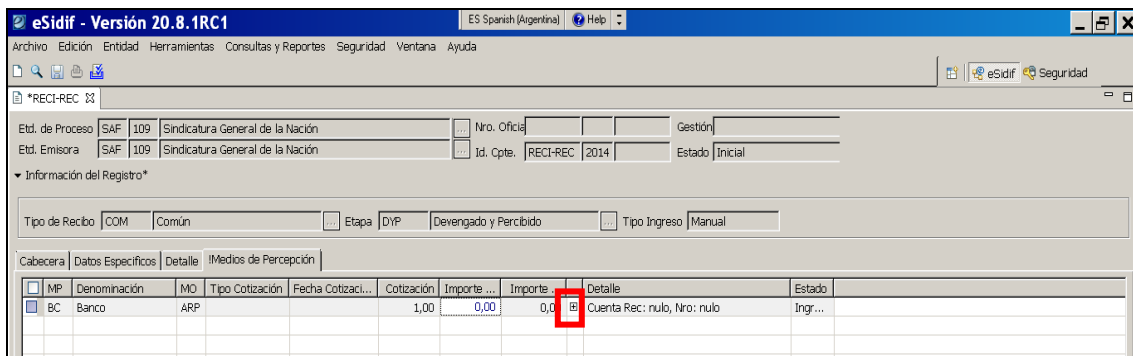 eSidif - Versión 20.8.1RC1
ES Spanish (Argentina) Help
Archivo Edición Entidad Herramientas Consultas y Reportes Seguridad Ventana Ayuda
eSidif Seguridad
*RECI-REC
Etd. de Proceso SAF 109 Sindicatura General de la Nación ... Nro. Oficial Gestión
Etd. Emisora SAF 109 Sindicatura General de la Nación ... Id. Cpte. RECI-REC 2014 Estado Inicial
Información del Registro*
Tipo de Recibo COM Común ... Etapa DYP Devengado y Percibido ... Tipo Ingreso Manual
Cabecera Datos Especificos Detalle !Medios de Percepción
MP Denominación MO Tipo Cotización Fecha Cotizaci... Cotización Importe ... Importe ... Detalle Estado
BC Banco ARP 1,00 0,00 0,0 Cuenta Rec: nulo, Nro: nulo Ingr...